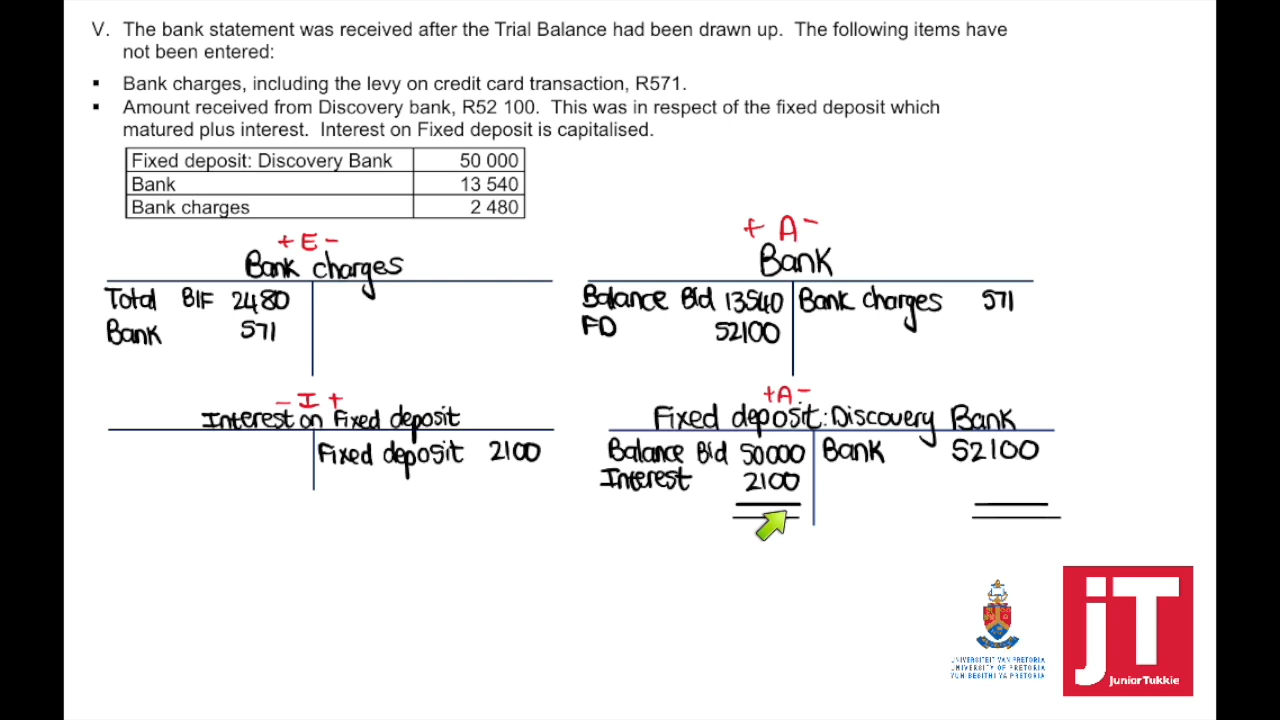 V. The bank statement was received after the Trial Balance had been drawn up. The following items have
not been entered:
▪ Bank charges, including the levy on credit card transaction, R571.
▪ Amount received from Discovery bank, R52 100. This was in respect of the fixed deposit which
matured plus interest. Interest on Fixed deposit is capitalised.
Fixed deposit: Discovery Bank 50 000
Bank 13 540
Bank charges 2 480
+ E -
Bank charges
Total BIF 2480
Bank 571
+ A -
Bank
Balance B/d 13540 Bank charges 571
FD 52100
- I +
Interest on Fixed deposit
Fixed deposit 2100
+A-
Fixed deposit: Discovery Bank
Balance B/d 50000 Bank 52100
Interest 2100
UNIVERSITEIT VAN PRETORIA
UNIVERSITY OF PRETORIA
YUNIBESITHI YA PRETORIA
jT
JuniorTukkie